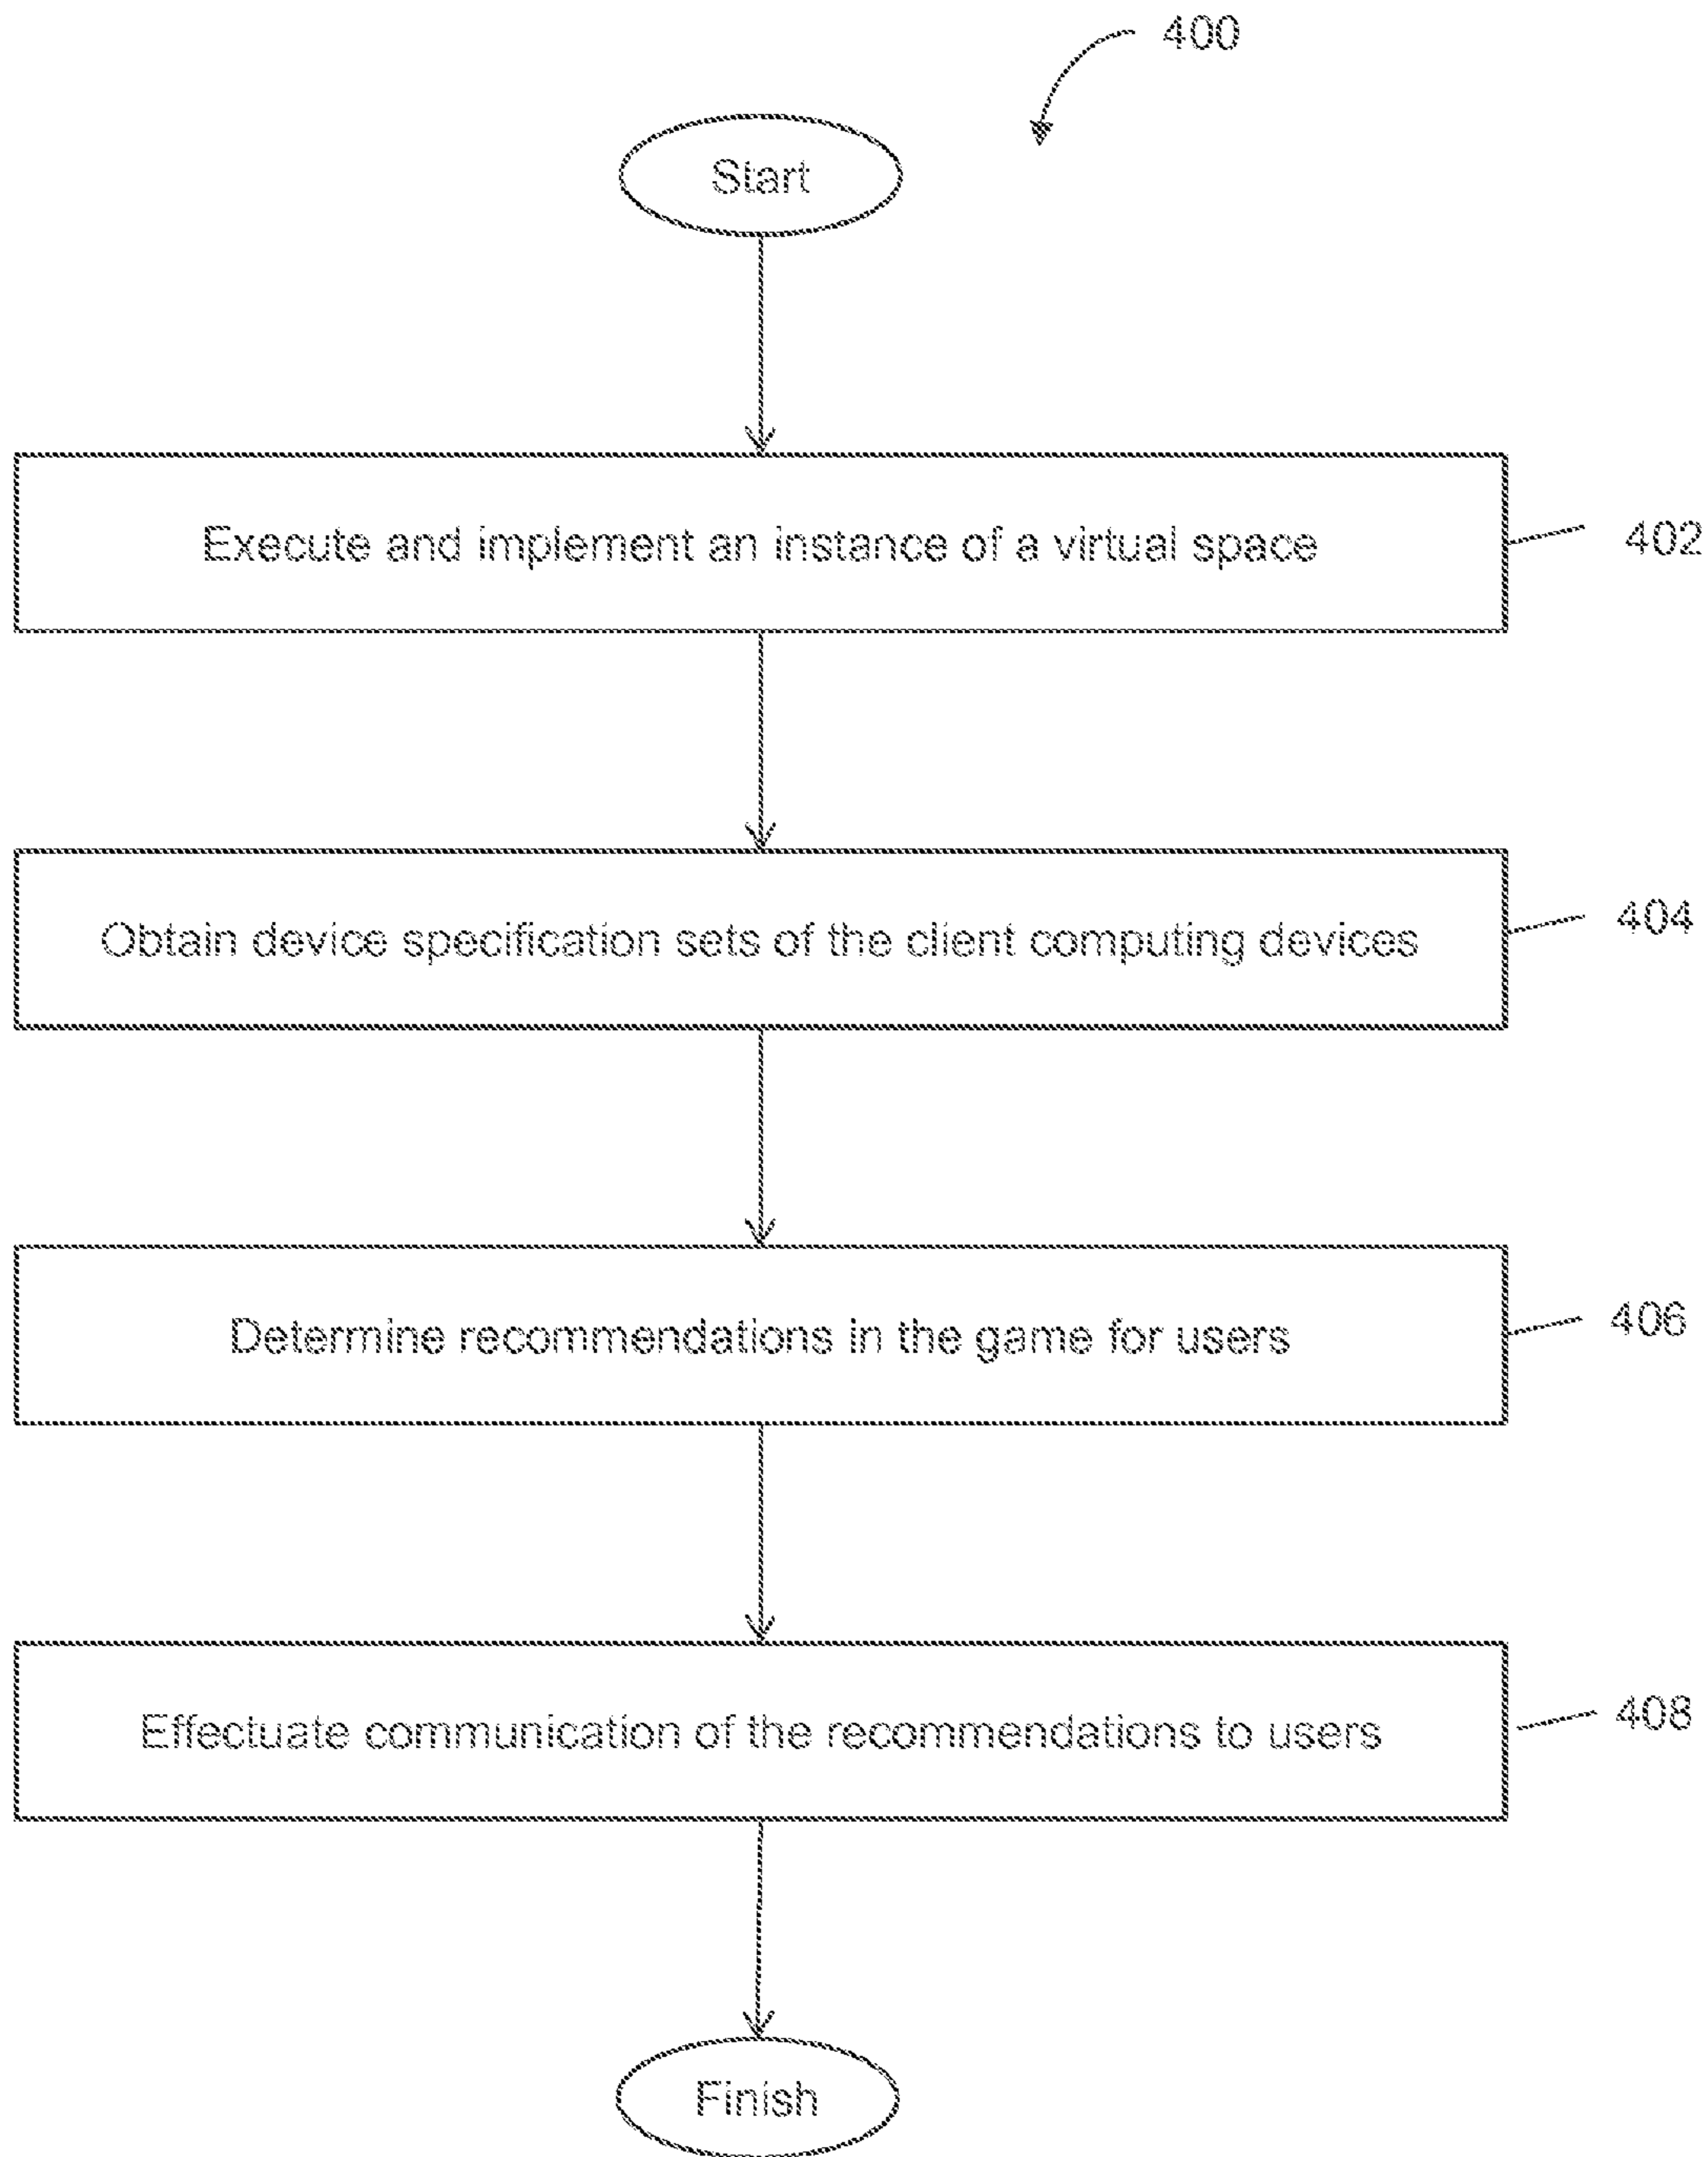 400
Start
Execute and implement an instance of a virtual space
402
Obtain device specification sets of the client computing devices
404
Determine recommendations in the game for users
406
Effectuate communication of the recommendations to users
408
Finish